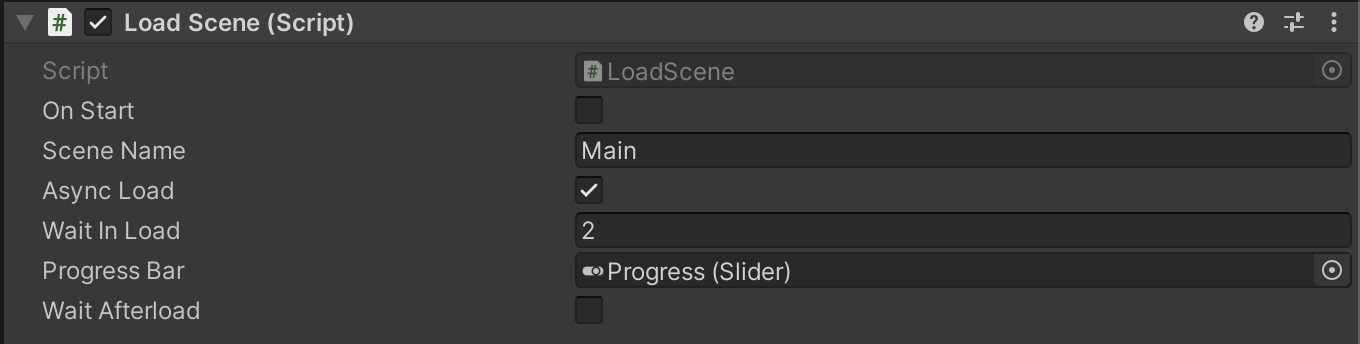 Load Scene (Script)
Script LoadScene
On Start
Scene Name Main
Async Load
Wait In Load 2
Progress Bar Progress (Slider)
Wait Afterload